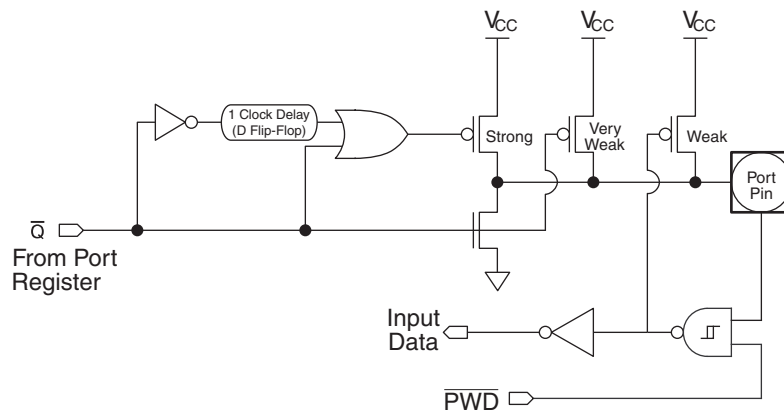 VCC VCC VCC
1 Clock Delay
(D Flip-Flop)
Strong
Very
Weak
Weak
Port
Pin
Q̅
From Port
Register
Input
Data
P̅W̅D̅